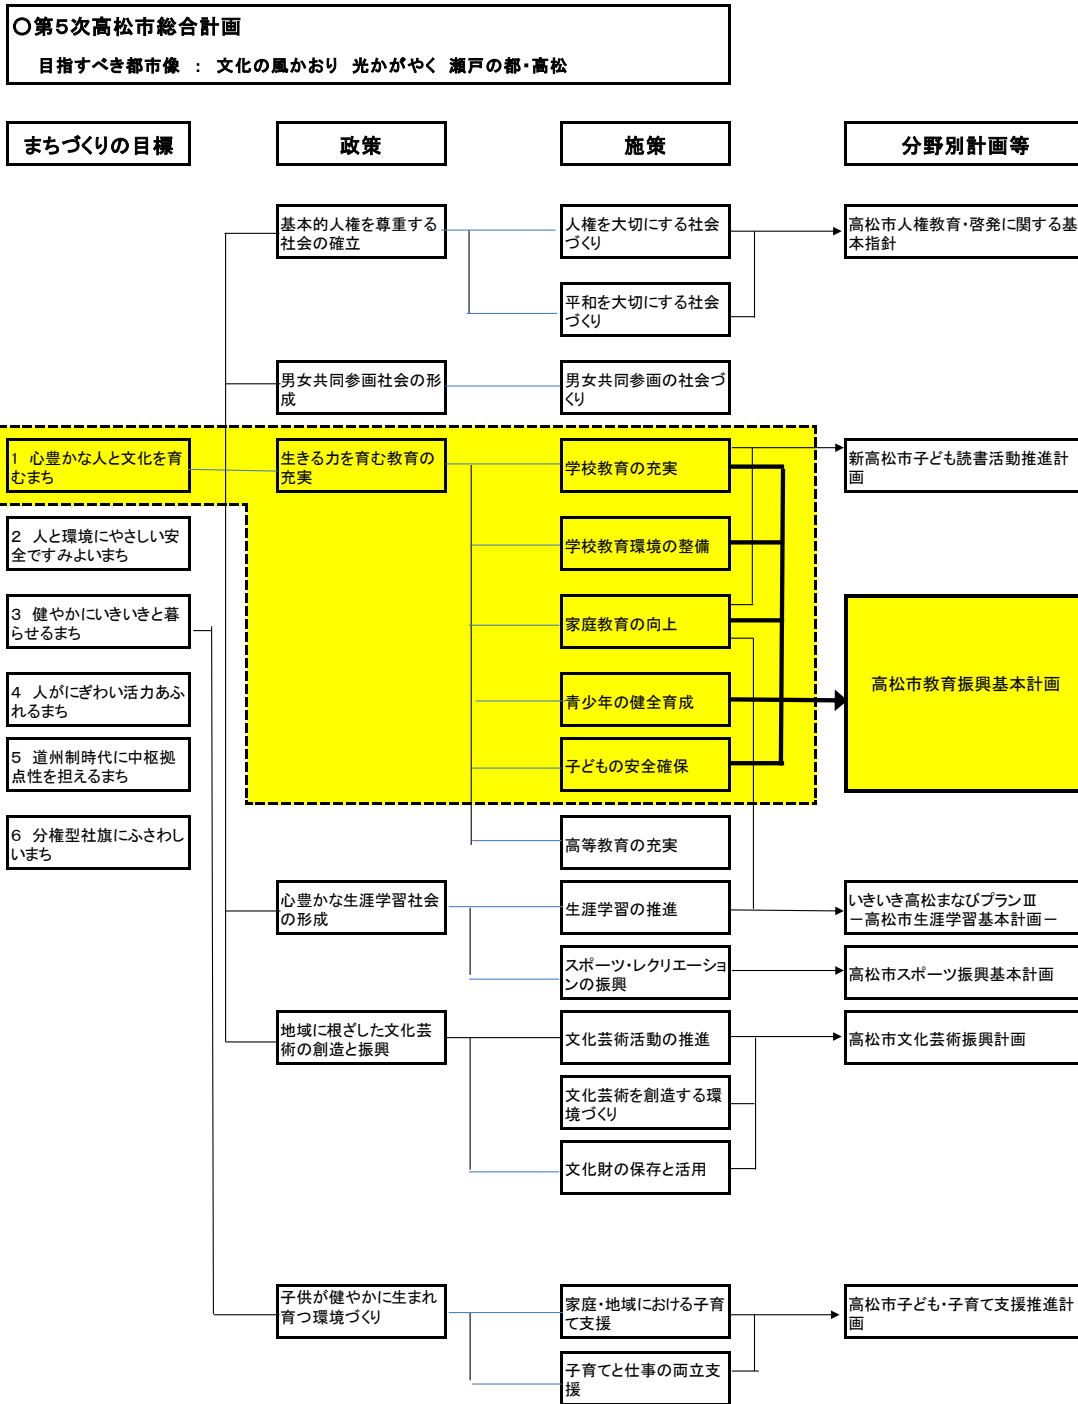 〇第5次高松市総合計画
目指すべき都市像 : 文化の風かおり 光かがやく 瀬戸の都・高松
まちづくりの目標
政策
施策
分野別計画等
基本的人権を尊重する
社会の確立
人権を大切にする社会
づくり
高松市人権教育・啓発に関する基
本指針
平和を大切にする社会
づくり
男女共同参画社会の形
成
男女共同参画の社会づ
くり
1 心豊かな人と文化を育
むまち
生きる力を育む教育の
充実
学校教育の充実
新高松市子ども読書活動推進計
画
2 人と環境にやさしい安
全ですみよいまち
学校教育環境の整備
3 健やかにいきいきと暮
らせるまち
家庭教育の向上
高松市教育振興基本計画
4 人がにぎわい活力あふ
れるまち
青少年の健全育成
5 道州制時代に中枢拠
点性を担えるまち
子どもの安全確保
6 分権型社旗にふさわし
いまち
高等教育の充実
心豊かな生涯学習社会
の形成
生涯学習の推進
いきいき高松まなびプランⅢ
－高松市生涯学習基本計画－
スポーツ・レクリエーショ
ンの振興
高松市スポーツ振興基本計画
地域に根ざした文化芸
術の創造と振興
文化芸術活動の推進
高松市文化芸術振興計画
文化芸術を創造する環
境づくり
文化財の保存と活用
子供が健やかに生まれ
育つ環境づくり
家庭・地域における子育
て支援
高松市子ども・子育て支援推進計
画
子育てと仕事の両立支
援